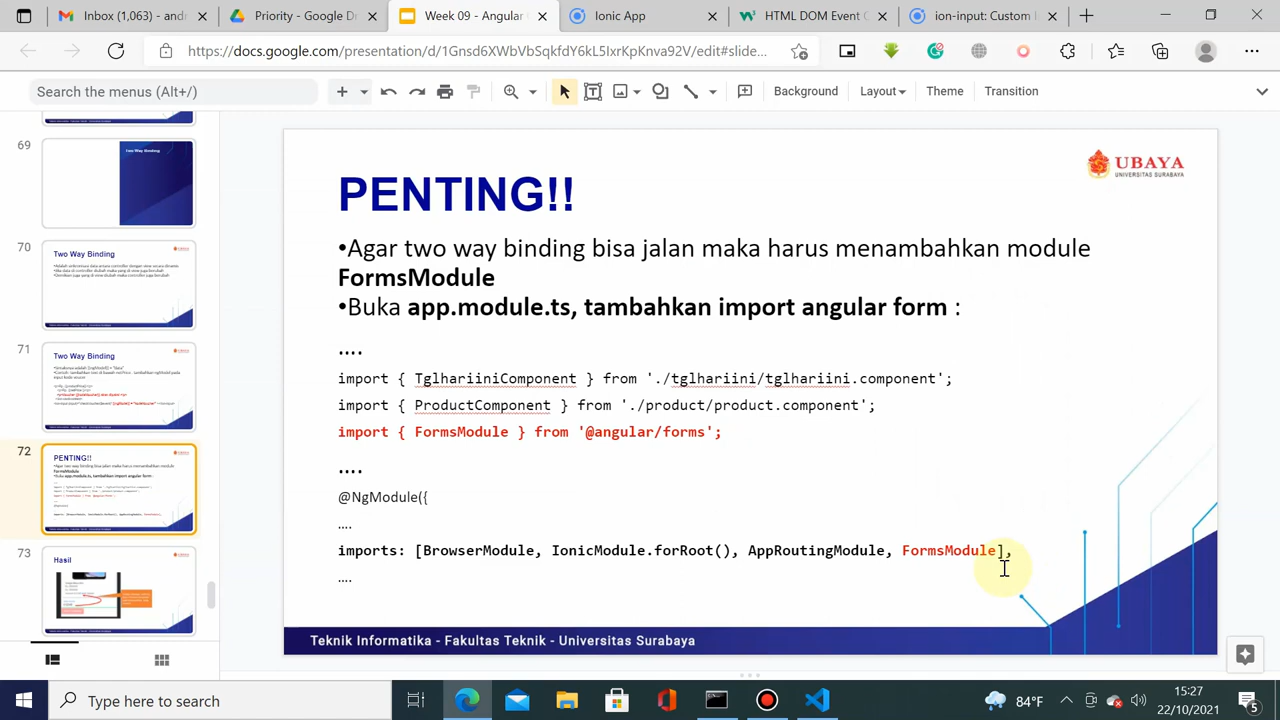 Inbox (1,063) - and
Priority - Google D
Week 09 - Angular
Ionic App
HTML DOM Style
ion-input: Custom I
https://docs.google.com/presentation/d/1Gnsd6XWbVbSqkfdY6kL5IxrKpKnva92V/edit#slide...
Search the menus (Alt+/)
Background
Layout
Theme
Transition
69
Two Way Binding
70
Two Way Binding
71
Two Way Binding
72
PENTING!!
73
Hasil
UBAYA
UNIVERSITAS SURABAYA
PENTING!!
•Agar two way binding bisa jalan maka harus menambahkan module
FormsModule
•Buka app.module.ts, tambahkan import angular form :
....
import { TglhariiniComponent } from './tglhariini/tglhariini.component';
import { ProductComponent } from './product/product.component';
import { FormsModule } from '@angular/forms';
....
@NgModule({
....
imports: [BrowserModule, IonicModule.forRoot(), AppRoutingModule, FormsModule],
....
Teknik Informatika - Fakultas Teknik - Universitas Surabaya
Type here to search
84°F
15:27
22/10/2021
5